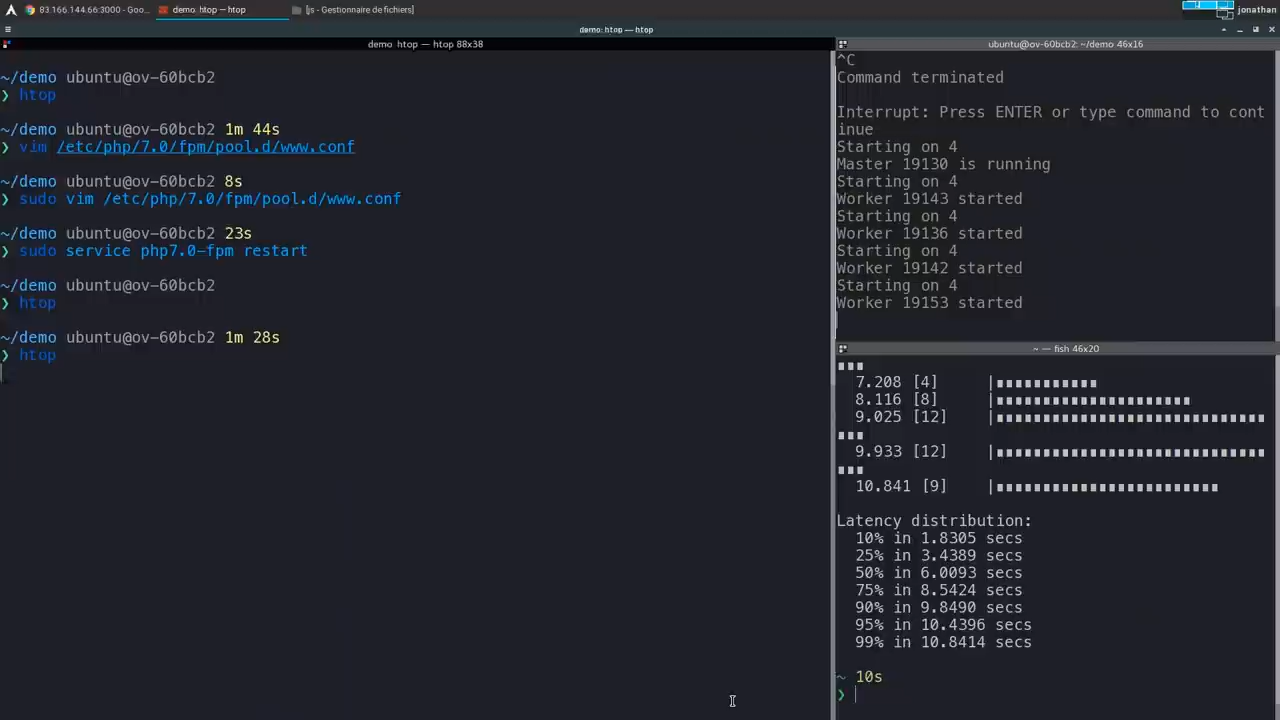 83.166.144.66:3000 - Goo...
demo: htop — htop
[js - Gestionnaire de fichiers]
jonathan
demo: htop — htop
demo: htop — htop 88x38
~/demo ubuntu@ov-60bcb2
❯ htop
~/demo ubuntu@ov-60bcb2 1m 44s
❯ vim /etc/php/7.0/fpm/pool.d/www.conf
~/demo ubuntu@ov-60bcb2 8s
❯ sudo vim /etc/php/7.0/fpm/pool.d/www.conf
~/demo ubuntu@ov-60bcb2 23s
❯ sudo service php7.0-fpm restart
~/demo ubuntu@ov-60bcb2
❯ htop
~/demo ubuntu@ov-60bcb2 1m 28s
❯ htop
ubuntu@ov-60bcb2: ~/demo 46x16
^C
Command terminated
Interrupt: Press ENTER or type command to cont
inue
Starting on 4
Master 19130 is running
Starting on 4
Worker 19143 started
Starting on 4
Worker 19136 started
Starting on 4
Worker 19142 started
Starting on 4
Worker 19153 started
~ — fish 46x20
7.208 [4] |
8.116 [8] |
9.025 [12] |
9.933 [12] |
10.841 [9] |
Latency distribution:
10% in 1.8305 secs
25% in 3.4389 secs
50% in 6.0093 secs
75% in 8.5424 secs
90% in 9.8490 secs
95% in 10.4396 secs
99% in 10.8414 secs
~ 10s
❯